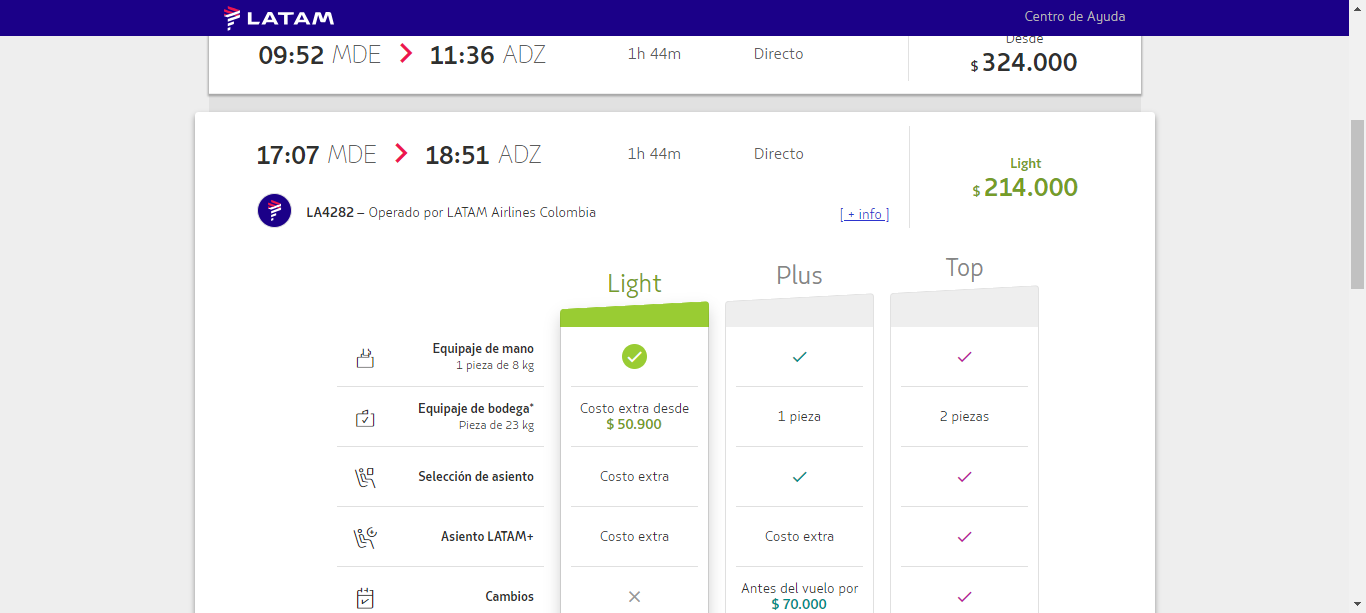 LATAM
Centro de Ayuda
09:52 MDE 11:36 ADZ 1h 44m Directo
Desde
$ 324.000
17:07 MDE 18:51 ADZ 1h 44m Directo
Light
$ 214.000
LA4282 – Operado por LATAM Airlines Colombia
[ + info ]
Light Plus Top
Equipaje de mano
1 pieza de 8 kg
Equipaje de bodega*
Pieza de 23 kg
Costo extra desde
$ 50.900
1 pieza
2 piezas
Selección de asiento
Costo extra
Asiento LATAM+
Costo extra
Costo extra
Cambios
Antes del vuelo por
$ 70.000